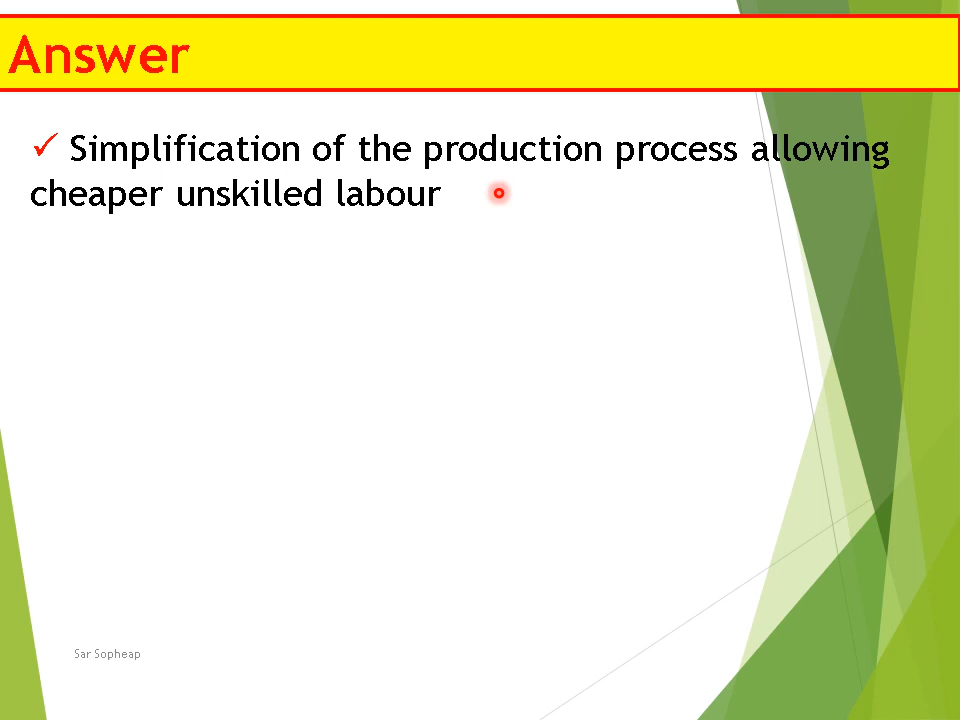 Answer
✓ Simplification of the production process allowing
cheaper unskilled labour
Sar Sopheap